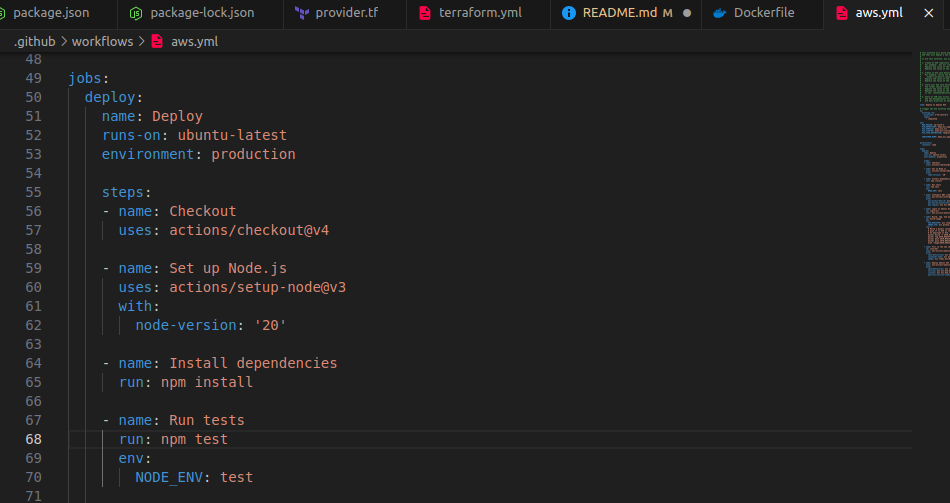 package.json package-lock.json provider.tf terraform.yml README.md M Dockerfile aws.yml
.github > workflows > aws.yml
48
49 jobs:
50 deploy:
51 name: Deploy
52 runs-on: ubuntu-latest
53 environment: production
54
55 steps:
56 - name: Checkout
57 uses: actions/checkout@v4
58
59 - name: Set up Node.js
60 uses: actions/setup-node@v3
61 with:
62 node-version: '20'
63
64 - name: Install dependencies
65 run: npm install
66
67 - name: Run tests
68 run: npm test
69 env:
70 NODE_ENV: test
71